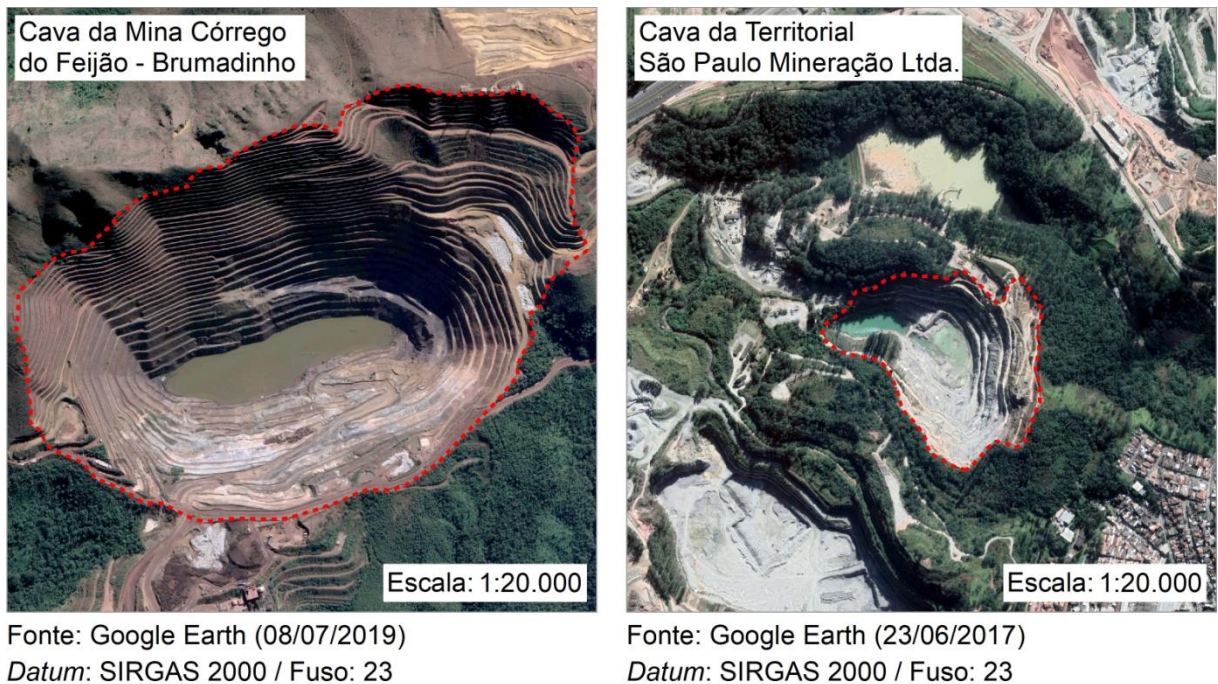 Cava da Mina Córrego
do Feijão - Brumadinho
Escala: 1:20.000
Fonte: Google Earth (08/07/2019)
Datum: SIRGAS 2000 / Fuso: 23
Cava da Territorial
São Paulo Mineração Ltda.
Escala: 1:20.000
Fonte: Google Earth (23/06/2017)
Datum: SIRGAS 2000 / Fuso: 23